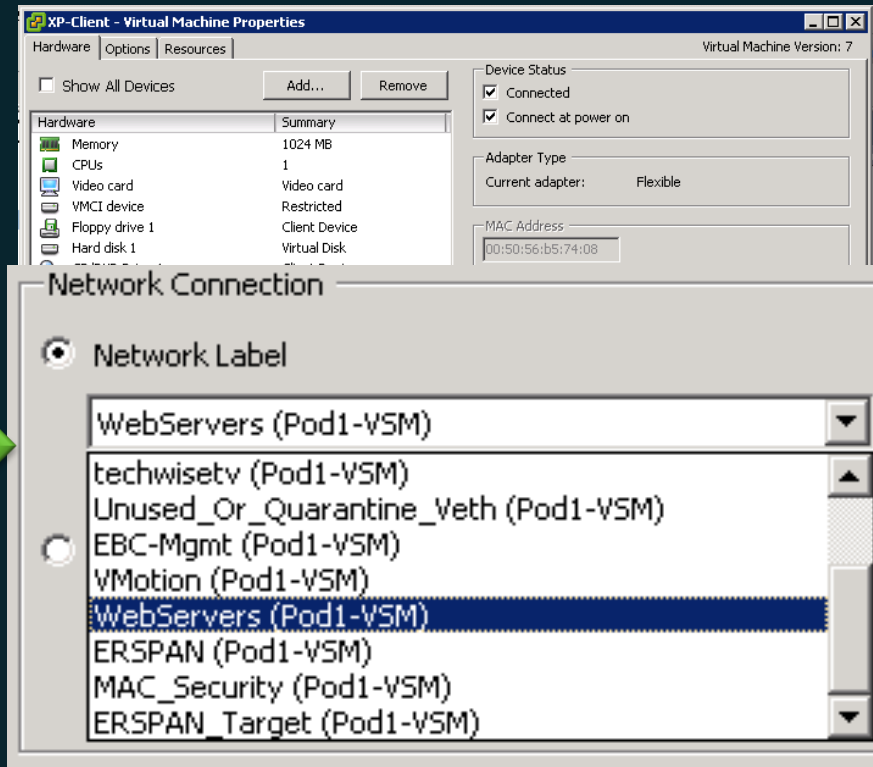 XP-Client - Virtual Machine Properties
Hardware Options Resources Virtual Machine Version: 7
Show All Devices Add... Remove
Hardware Summary
Memory 1024 MB
CPUs 1
Video card Video card
VMCI device Restricted
Floppy drive 1 Client Device
Hard disk 1 Virtual Disk
Device Status
Connected
Connect at power on
Adapter Type
Current adapter: Flexible
MAC Address
00:50:56:b5:74:08
Network Connection
Network Label
WebServers (Pod1-VSM)
techwisetv (Pod1-VSM)
Unused_Or_Quarantine_Veth (Pod1-VSM)
EBC-Mgmt (Pod1-VSM)
VMotion (Pod1-VSM)
WebServers (Pod1-VSM)
ERSPAN (Pod1-VSM)
MAC_Security (Pod1-VSM)
ERSPAN_Target (Pod1-VSM)